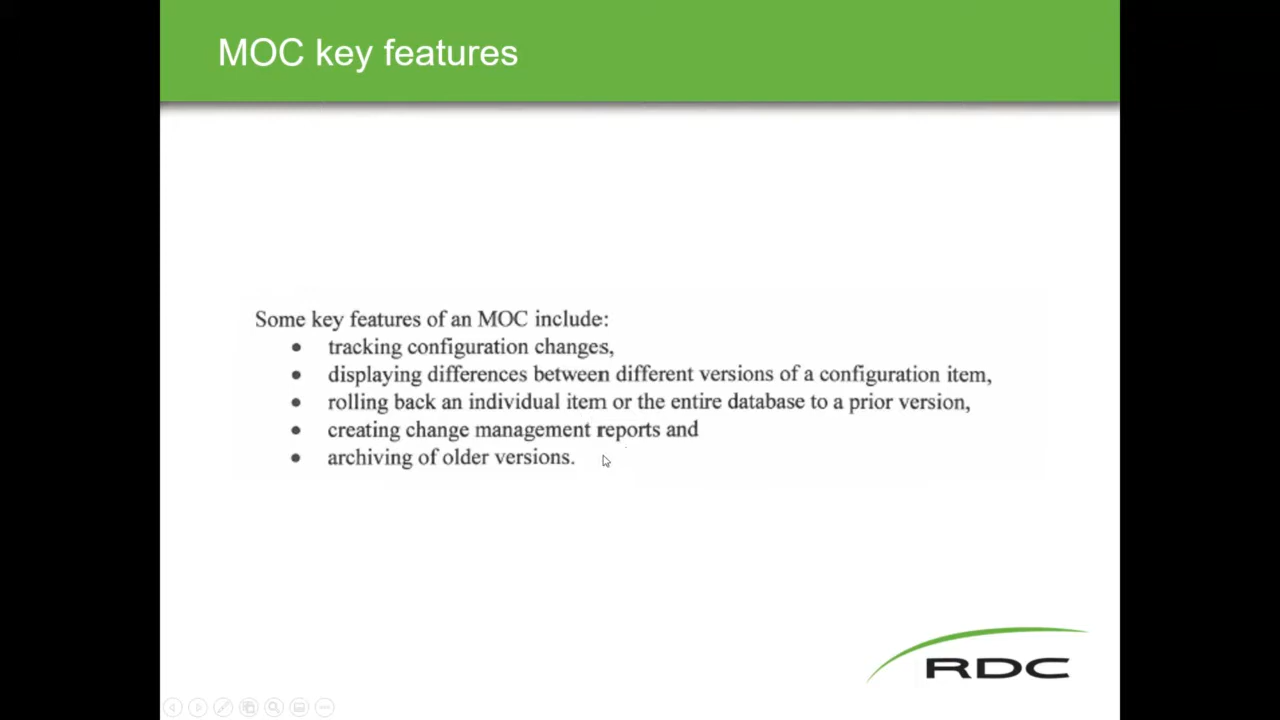 MOC key features
Some key features of an MOC include:
• tracking configuration changes,
• displaying differences between different versions of a configuration item,
• rolling back an individual item or the entire database to a prior version,
• creating change management reports and
• archiving of older versions.
RDC